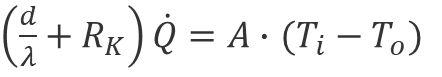 (d/λ + R_K) Q̇ = A · (T_i − T_o)